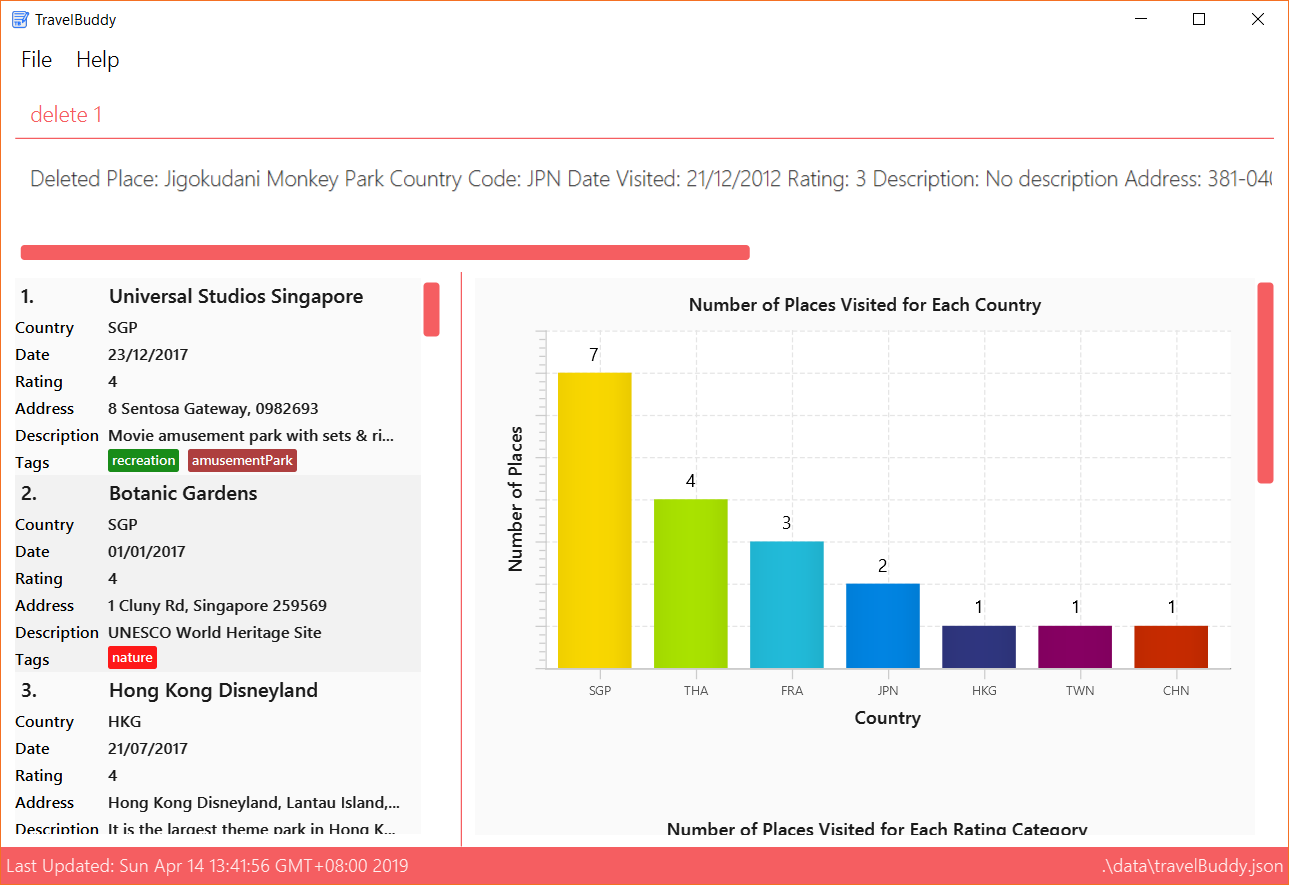 TravelBuddy
File Help
delete 1
Deleted Place: Jigokudani Monkey Park Country Code: JPN Date Visited: 21/12/2012 Rating: 3 Description: No description Address: 381-040
1. Universal Studios Singapore
Country SGP
Date 23/12/2017
Rating 4
Address 8 Sentosa Gateway, 0982693
Description Movie amusement park with sets & ri...
Tags recreation amusementPark
2. Botanic Gardens
Country SGP
Date 01/01/2017
Rating 4
Address 1 Cluny Rd, Singapore 259569
Description UNESCO World Heritage Site
Tags nature
3. Hong Kong Disneyland
Country HKG
Date 21/07/2017
Rating 4
Address Hong Kong Disneyland, Lantau Island,...
Description It is the largest theme park in Hong K...
Number of Places Visited for Each Country
Number of Places
7 4 3 2 1 1 1
SGP THA FRA JPN HKG TWN CHN
Country
Number of Places Visited for Each Rating Category
Last Updated: Sun Apr 14 13:41:56 GMT+08:00 2019 .\data\travelBuddy.json